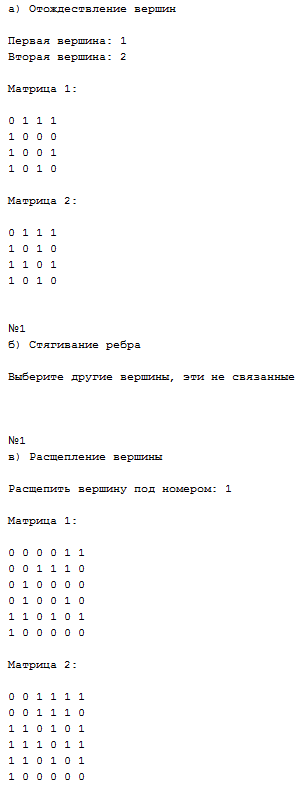 а) Отождествление вершин
Первая вершина: 1
Вторая вершина: 2
Матрица 1:
0 1 1 1
1 0 0 0
1 0 0 1
1 0 1 0
Матрица 2:
0 1 1 1
1 0 1 0
1 1 0 1
1 0 1 0
№1
б) Стягивание ребра
Выберите другие вершины, эти не связанные
№1
в) Расщепление вершины
Расщепить вершину под номером: 1
Матрица 1:
0 0 0 0 1 1
0 0 1 1 1 0
0 1 0 0 0 0
0 1 0 0 1 0
1 1 0 1 0 1
1 0 0 0 0 0
Матрица 2:
0 0 1 1 1 1
0 0 1 1 1 0
1 1 0 1 0 1
1 1 1 0 1 1
1 1 0 1 0 1
1 0 0 0 0 0